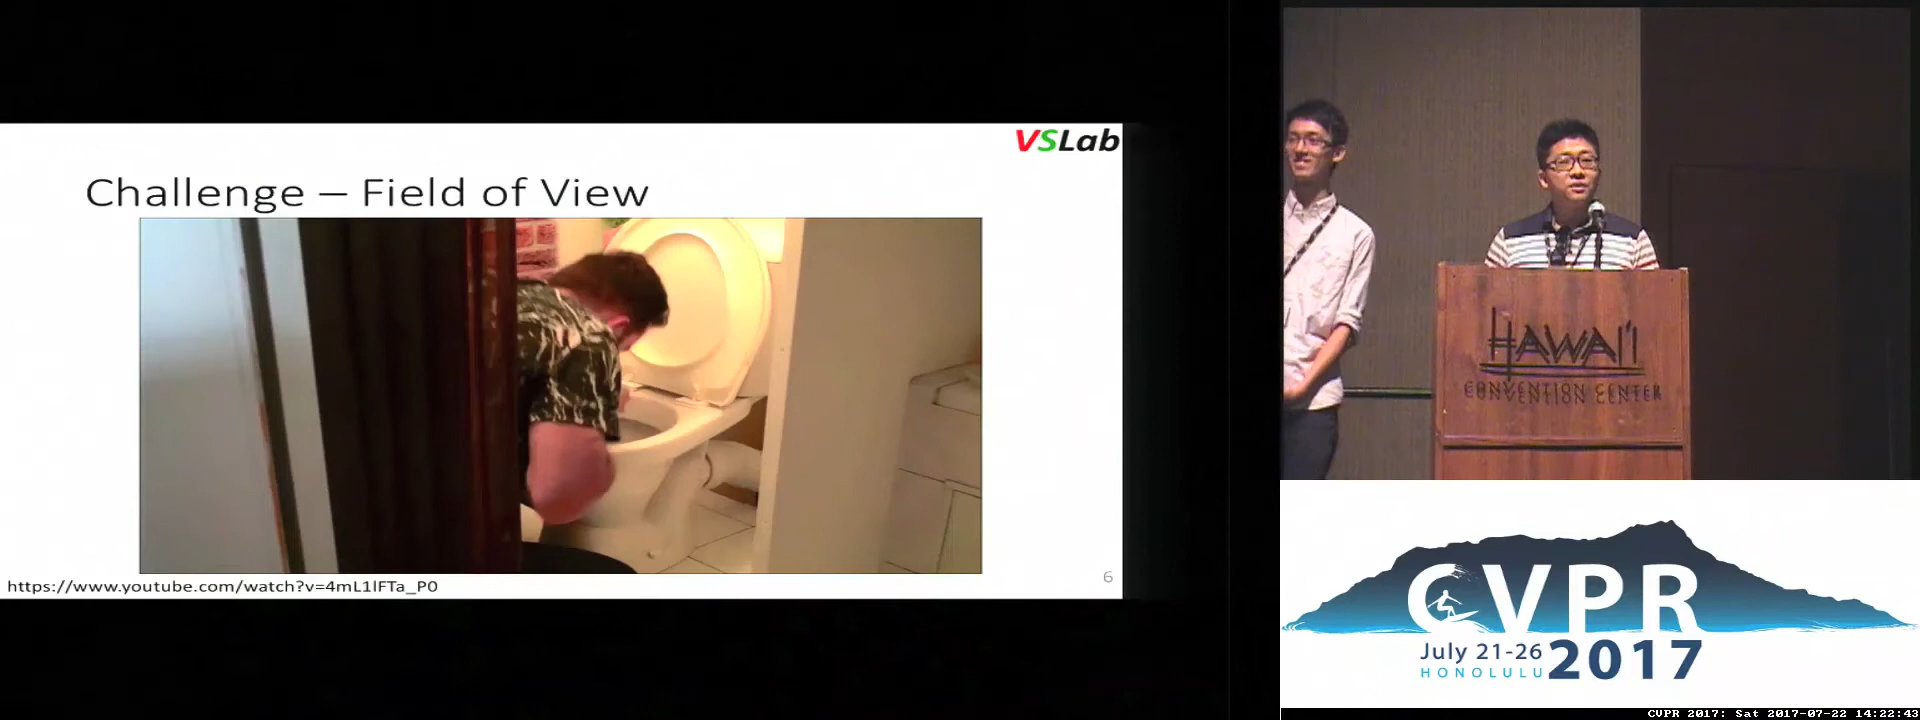 VSLab
Challenge – Field of View
https://www.youtube.com/watch?v=4mL1lFTa_P0
6
HAWAI'I
CONVENTION CENTER
CVPR
July 21-26
HONOLULU
2017
CVPR 2017: Sat 2017-07-22 14:22:43